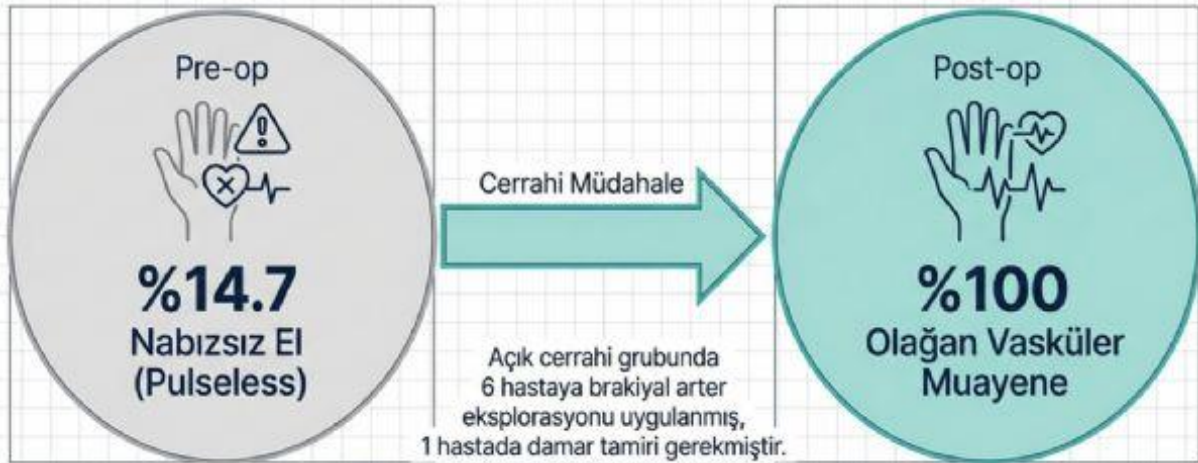 Pre-op
%14.7
Nabızsız El
(Pulseless)
Cerrahi Müdahale
Açık cerrahi grubunda
6 hastaya brakiyal arter
eksplorasyonu uygulanmış,
1 hastada damar tamiri gerekmiştir.
Post-op
%100
Olağan Vasküler
Muayene